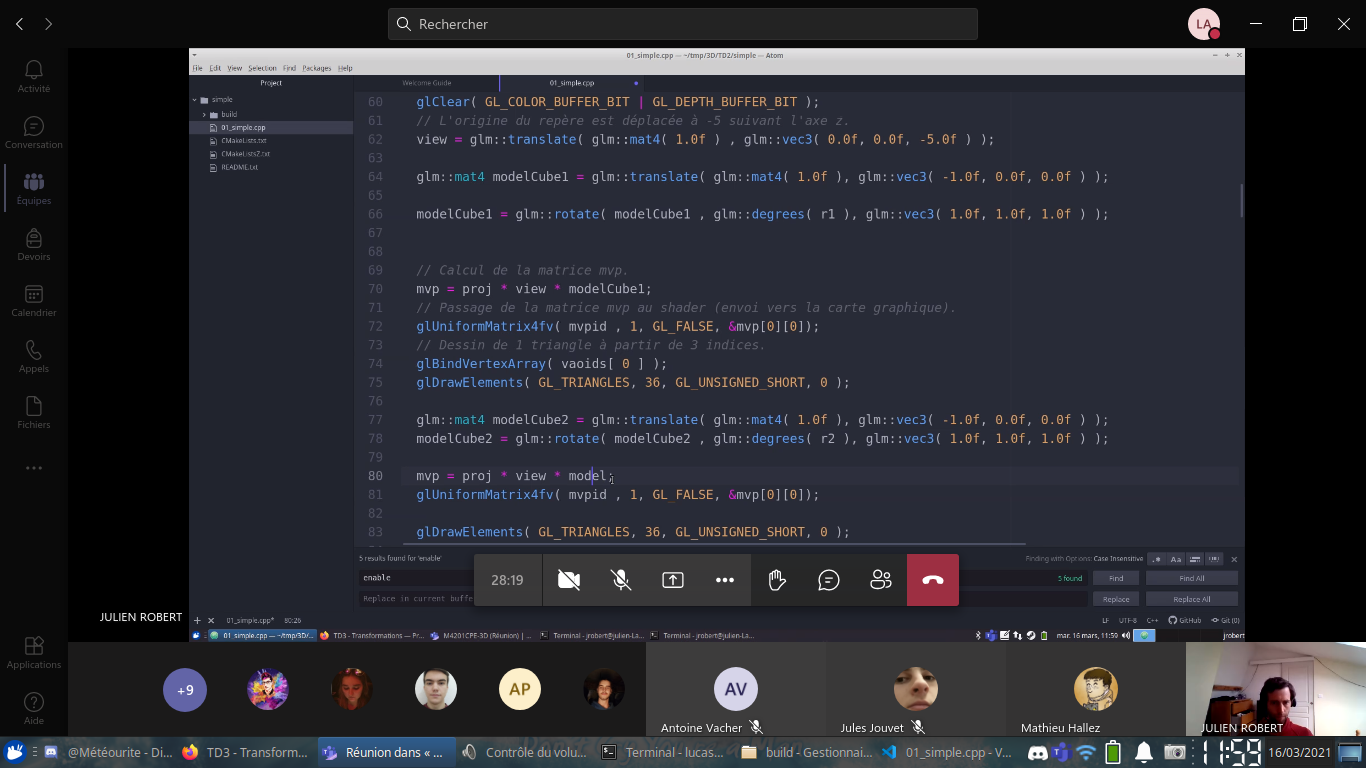 Rechercher
LA
Activité
Conversation
Équipes
Devoirs
Calendrier
Appels
Fichiers
Applications
Aide
01_simple.cpp — ~/tmp/3D/TD2/simple — Atom
File Edit View Selection Find Packages Help
Project
Welcome Guide
01_simple.cpp
simple
build
01_simple.cpp
CMakeLists.txt
CMakeListsZ.txt
README.txt
60 glClear( GL_COLOR_BUFFER_BIT | GL_DEPTH_BUFFER_BIT );
61 // L'origine du repère est déplacée à -5 suivant l'axe z.
62 view = glm::translate( glm::mat4( 1.0f ) , glm::vec3( 0.0f, 0.0f, -5.0f ) );
63
64 glm::mat4 modelCube1 = glm::translate( glm::mat4( 1.0f ), glm::vec3( -1.0f, 0.0f, 0.0f ) );
65
66 modelCube1 = glm::rotate( modelCube1 , glm::degrees( r1 ), glm::vec3( 1.0f, 1.0f, 1.0f ) );
67
68
69 // Calcul de la matrice mvp.
70 mvp = proj * view * modelCube1;
71 // Passage de la matrice mvp au shader (envoi vers la carte graphique).
72 glUniformMatrix4fv( mvpid , 1, GL_FALSE, &mvp[0][0]);
73 // Dessin de 1 triangle à partir de 3 indices.
74 glBindVertexArray( vaoids[ 0 ] );
75 glDrawElements( GL_TRIANGLES, 36, GL_UNSIGNED_SHORT, 0 );
76
77 glm::mat4 modelCube2 = glm::translate( glm::mat4( 1.0f ), glm::vec3( -1.0f, 0.0f, 0.0f ) );
78 modelCube2 = glm::rotate( modelCube2 , glm::degrees( r2 ), glm::vec3( 1.0f, 1.0f, 1.0f ) );
79
80 mvp = proj * view * model;
81 glUniformMatrix4fv( mvpid , 1, GL_FALSE, &mvp[0][0]);
82
83 glDrawElements( GL_TRIANGLES, 36, GL_UNSIGNED_SHORT, 0 );
5 results found for 'enable'
Finding with Options: Case Insensitive
.* Aa
enable
5 found
Find
Find All
Replace in current buffe
Replace
Replace All
28:19
JULIEN ROBERT
01_simple.cpp* 80:26
LF UTF-8 C++ GitHub Git (0)
01_simple.cpp — ~/tmp/3D/... TD3 - Transformations — Pr... M4201CPE-3D (Réunion) | ... Terminal - jrobert@julien-La... Terminal - jrobert@julien-La... mar. 16 mars, 11:59 jrobert
+9
AP
AV
Antoine Vacher
Jules Jouvet
Mathieu Hallez
JULIEN ROBERT
@Météourite - Di... TD3 - Transform... Réunion dans « ... Contrôle du volu... Terminal - lucas... build - Gestionnai... 01_simple.cpp - V... 11:59 16/03/2021